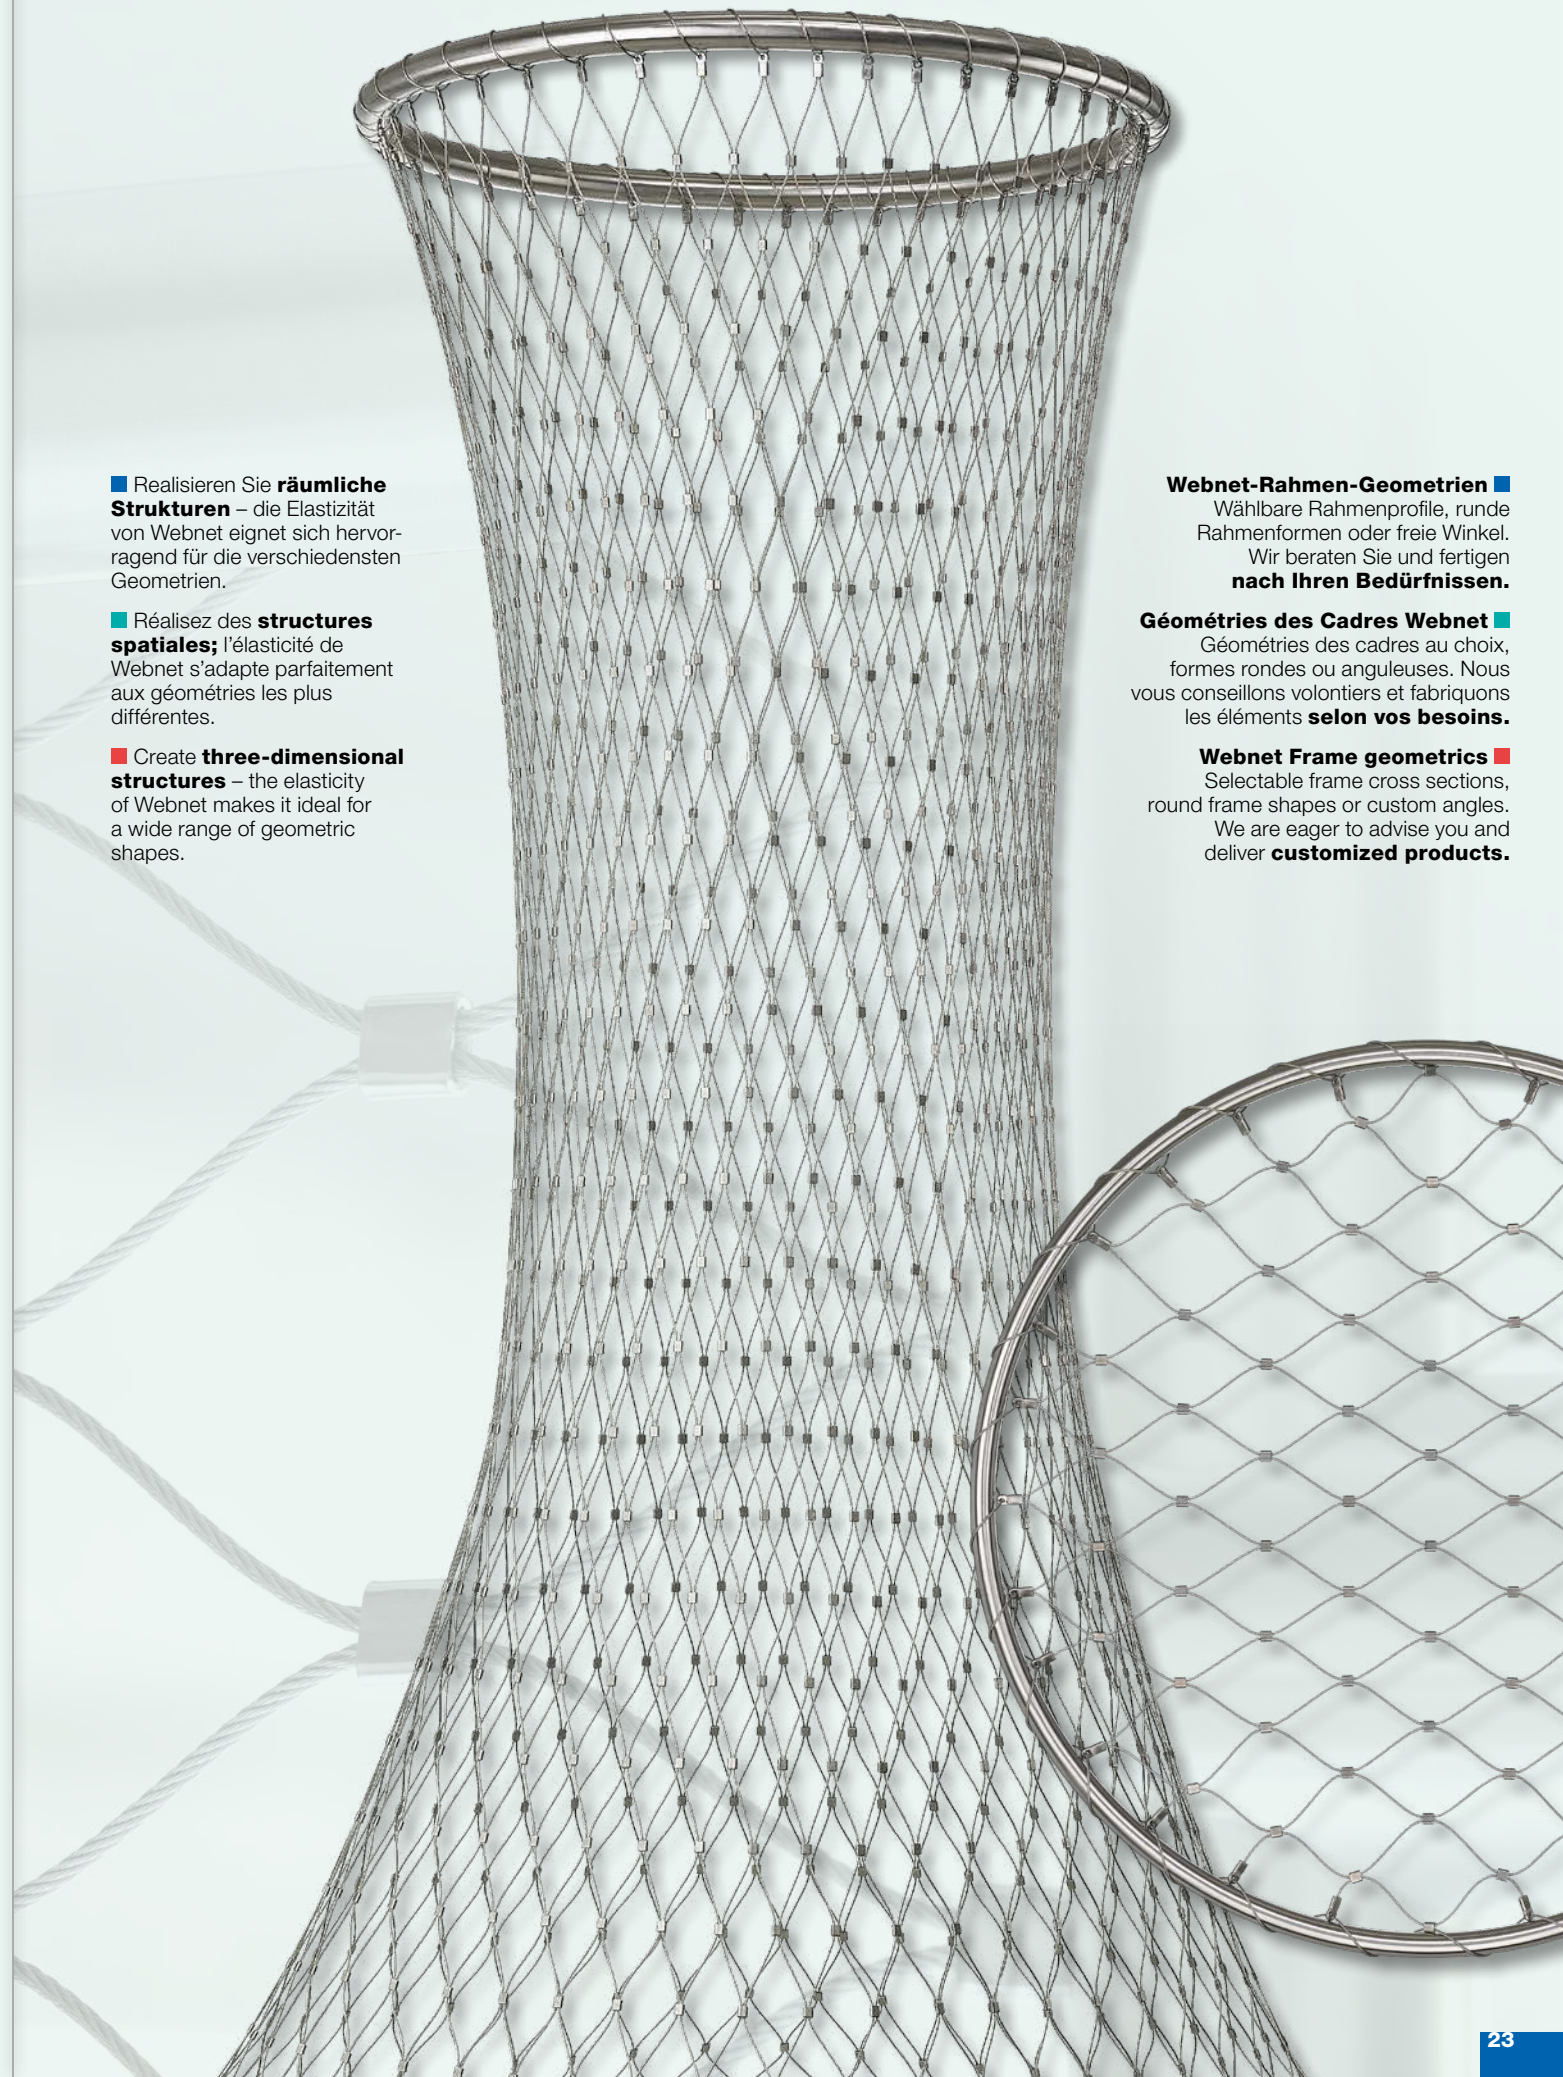 Realisieren Sie räumliche
Strukturen – die Elastizität
von Webnet eignet sich hervor-
ragend für die verschiedensten
Geometrien.
Réalisez des structures
spatiales; l'élasticité de
Webnet s'adapte parfaitement
aux géométries les plus
différentes.
Create three-dimensional
structures – the elasticity
of Webnet makes it ideal for
a wide range of geometric
shapes.
Webnet-Rahmen-Geometrien
Wählbare Rahmenprofile, runde
Rahmenformen oder freie Winkel.
Wir beraten Sie und fertigen
nach Ihren Bedürfnissen.
Géométries des Cadres Webnet
Géométries des cadres au choix,
formes rondes ou anguleuses. Nous
vous conseillons volontiers et fabriquons
les éléments selon vos besoins.
Webnet Frame geometrics
Selectable frame cross sections,
round frame shapes or custom angles.
We are eager to advise you and
deliver customized products.
23